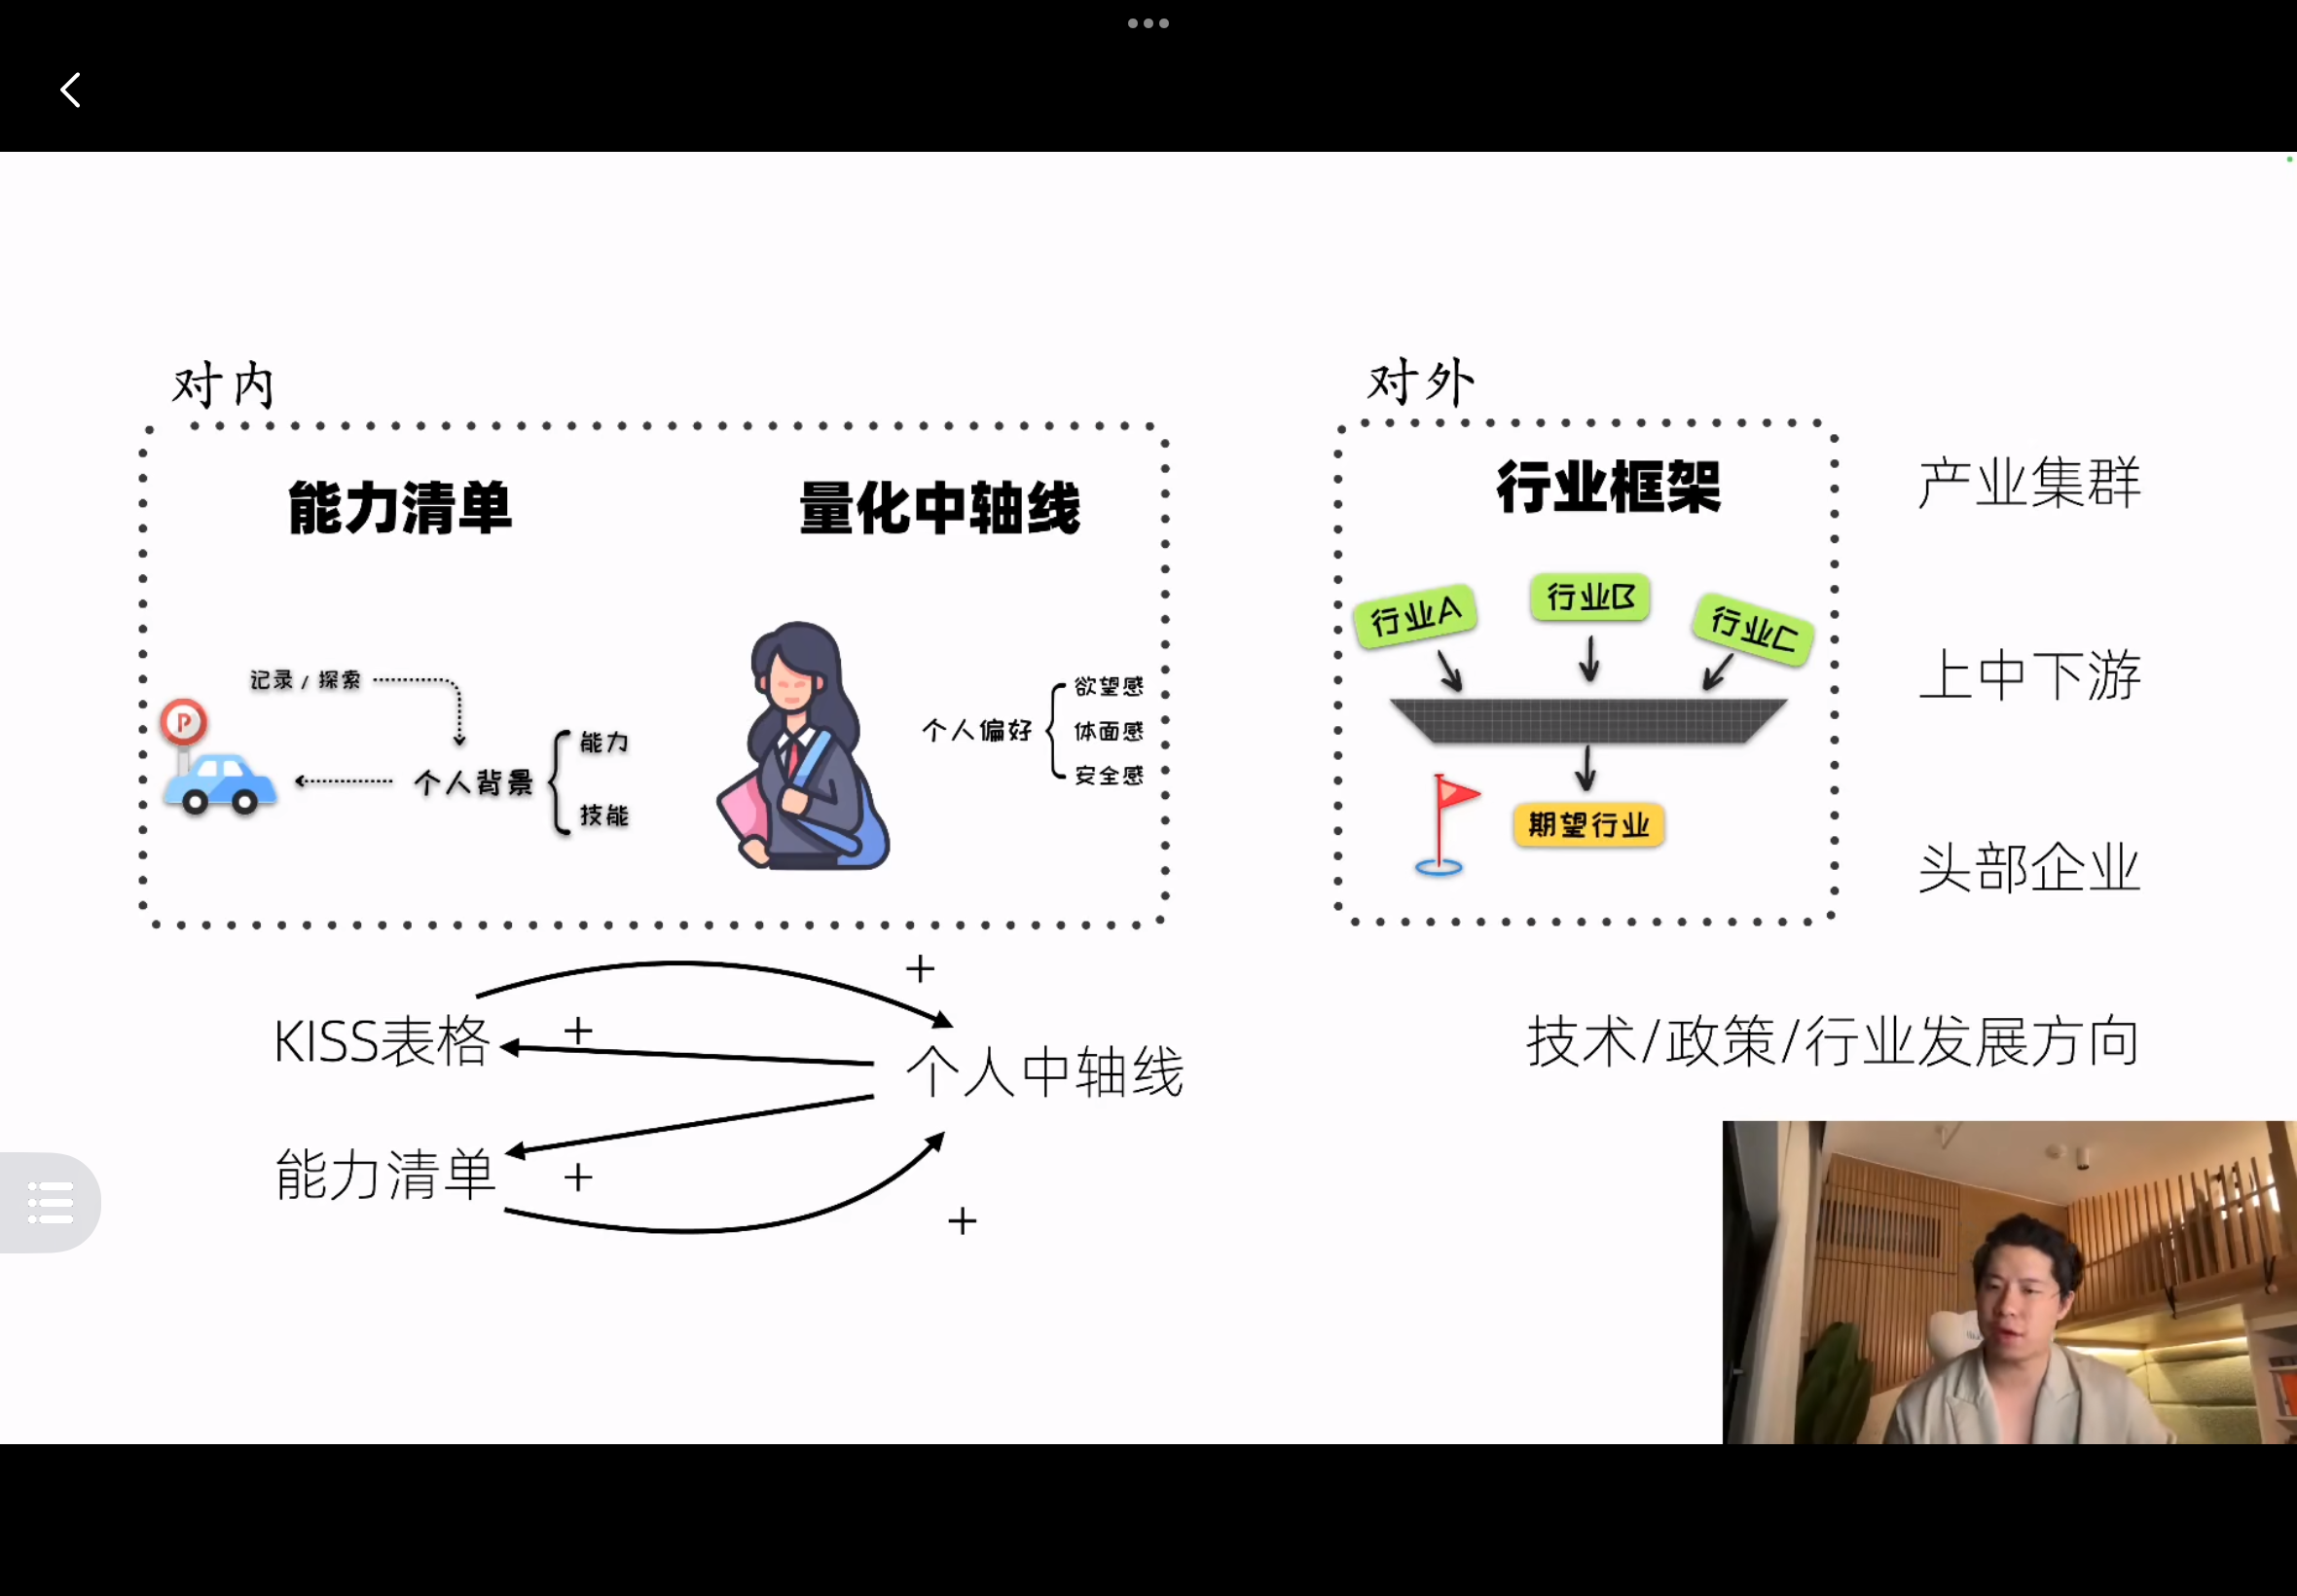 对内
能力清单
量化中轴线
记录 / 探索
P
个人背景
能力
技能
个人偏好
欲望感
体面感
安全感
KISS表格
+
+
个人中轴线
能力清单
+
+
对外
行业框架
行业A
行业B
行业C
期望行业
产业集群
上中下游
头部企业
技术/政策/行业发展方向